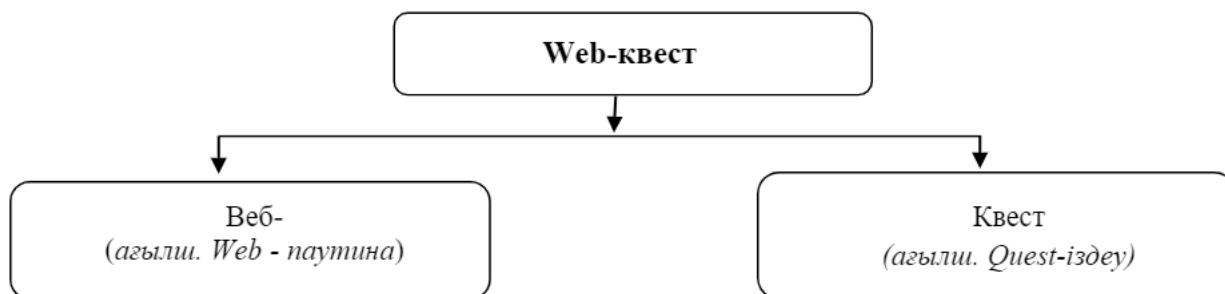 Web-квест
Веб-
(ағылш. Web - паутина)
Квест
(ағылш. Quest-іздеу)